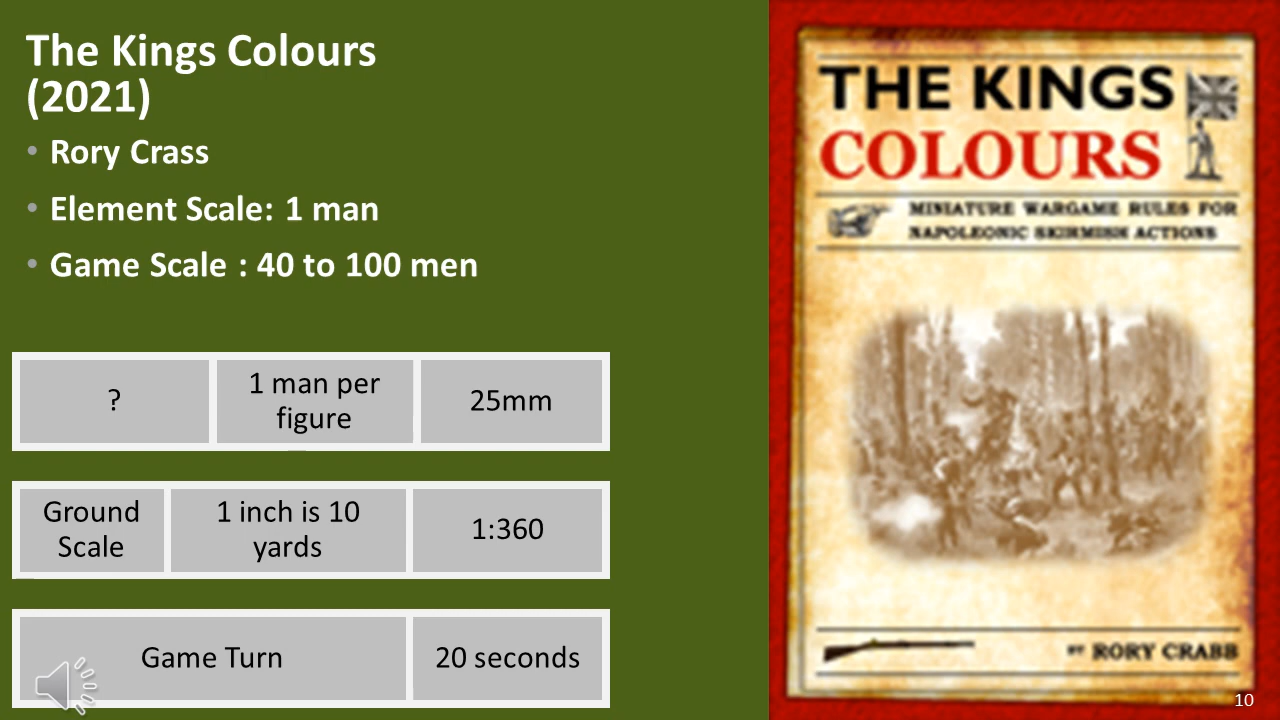 The Kings Colours
(2021)
• Rory Crass
• Element Scale: 1 man
• Game Scale : 40 to 100 men
?
1 man per
figure
25mm
Ground
Scale
1 inch is 10
yards
1:360
Game Turn
20 seconds
THE KINGS
COLOURS
MINIATURE WARGAME RULES FOR
NAPOLEONIC SKIRMISH ACTIONS
BY RORY CRABB
10